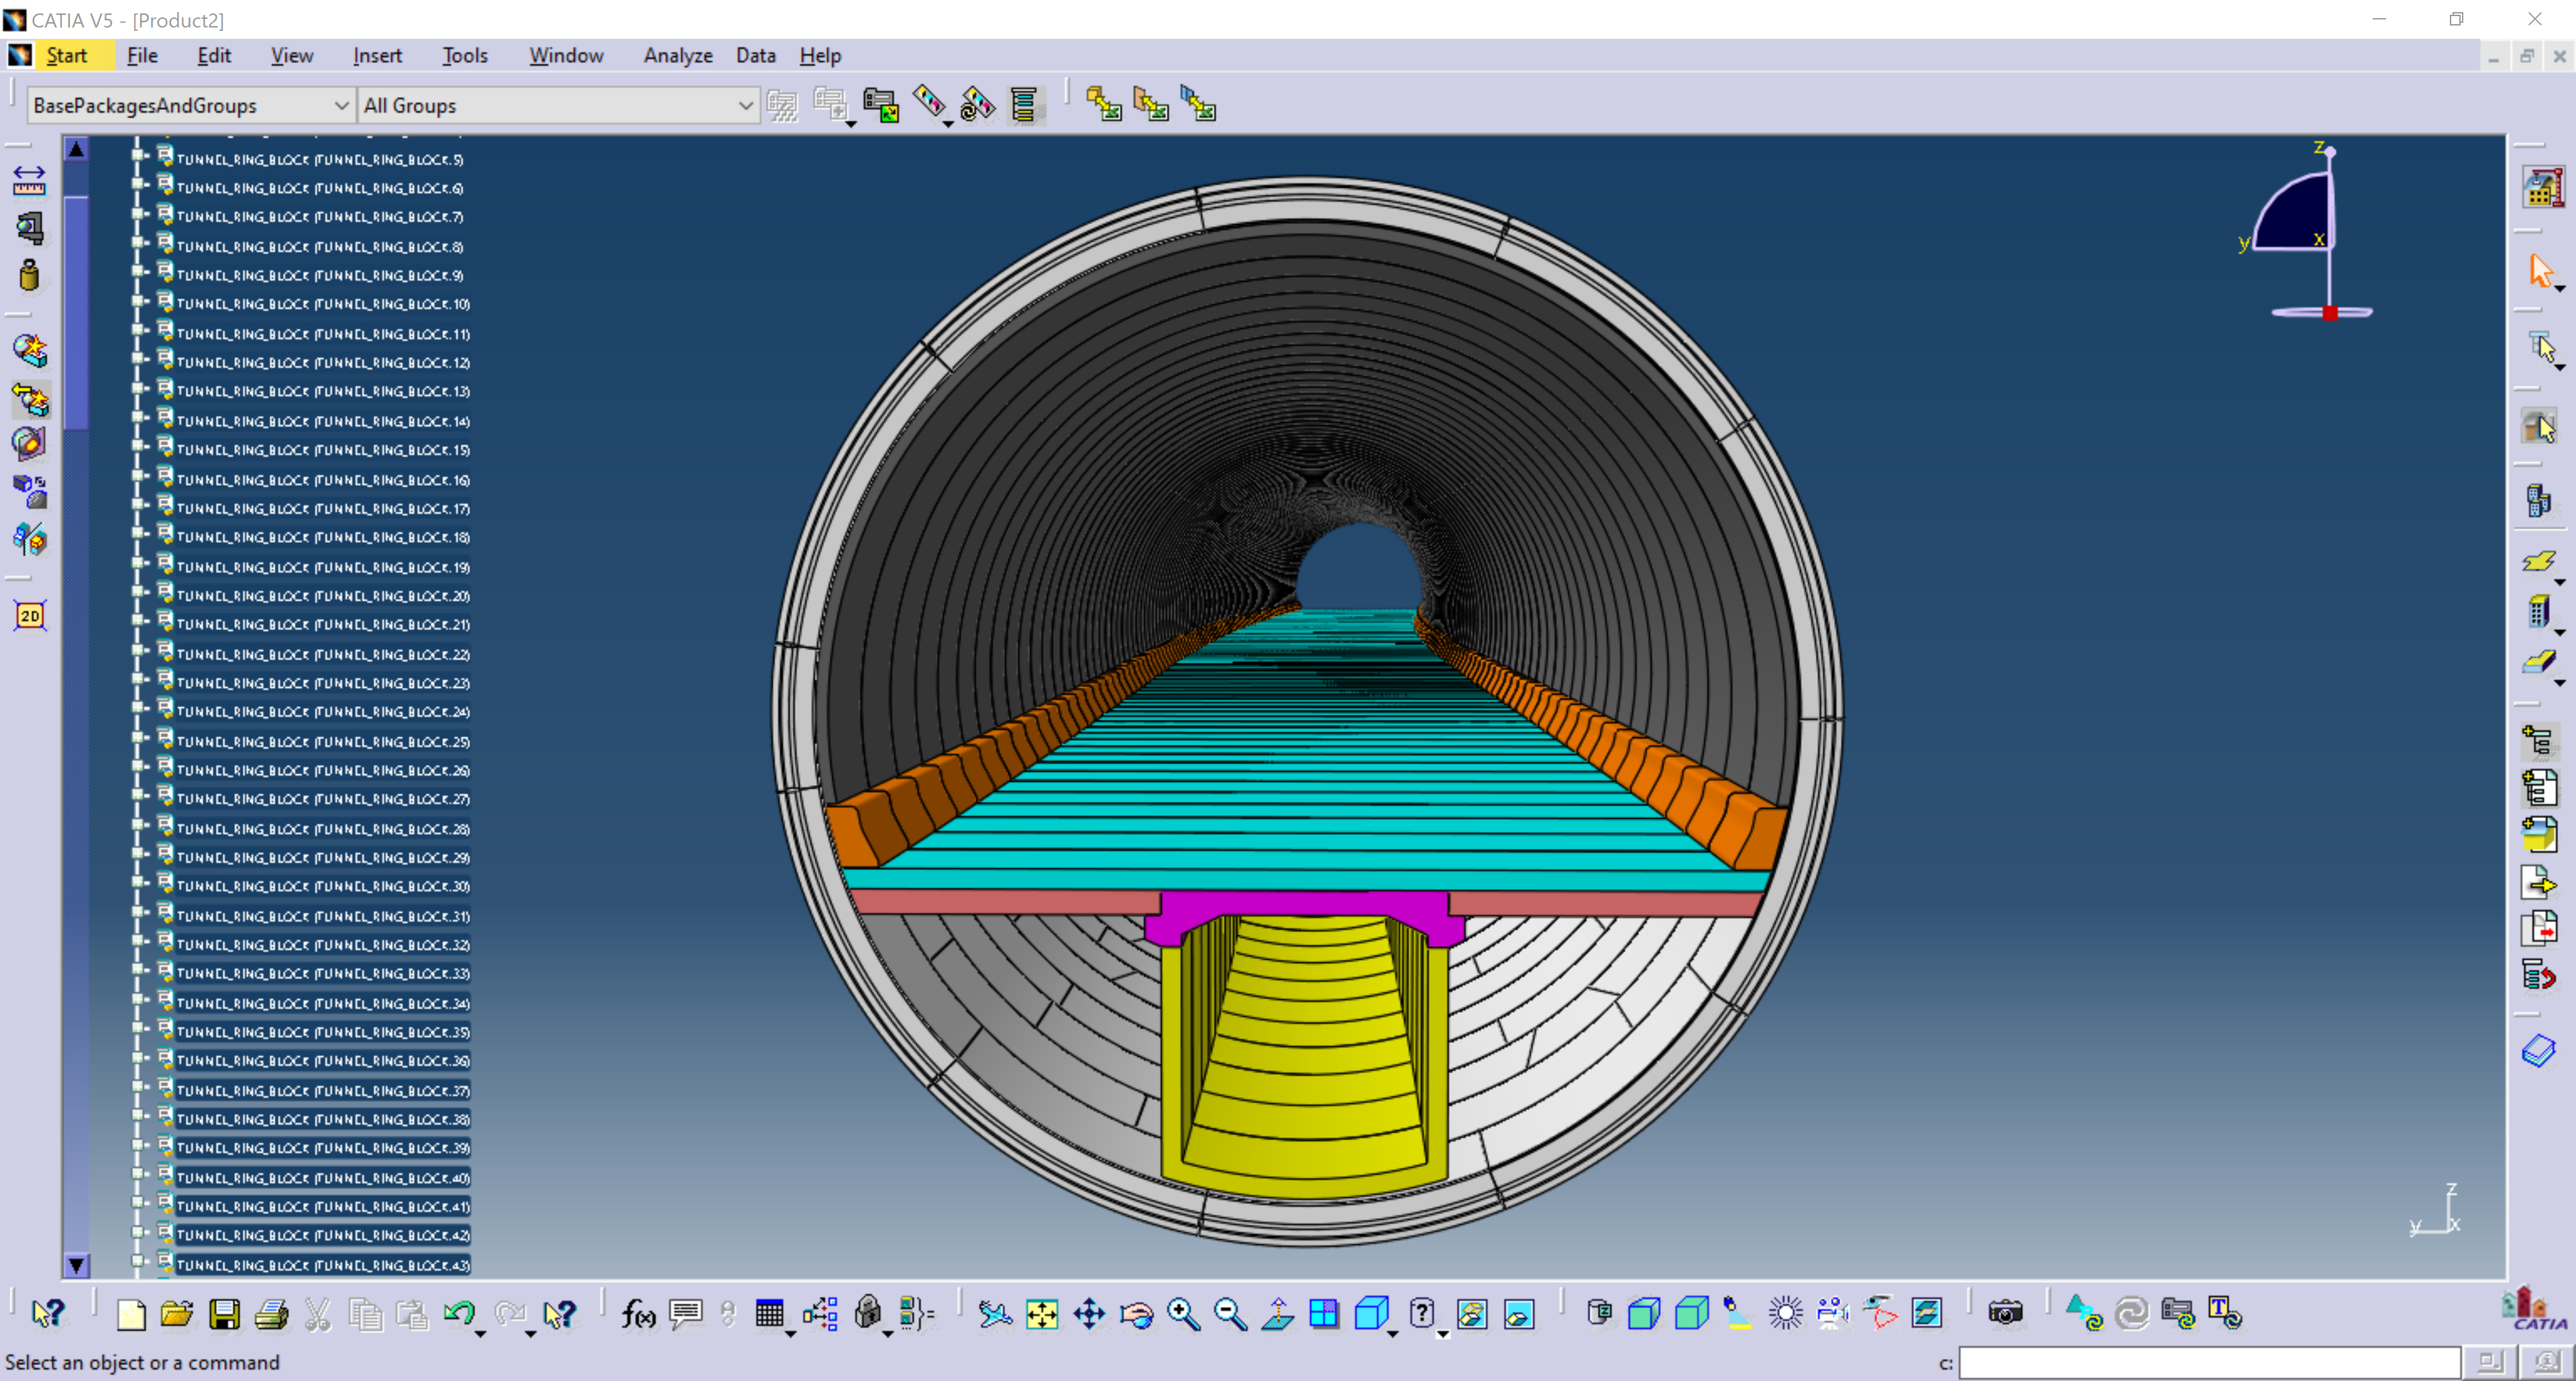 CATIA V5 - [Product2]
Start File Edit View Insert Tools Window Analyze Data Help
BasePackagesAndGroups All Groups
TUNNEL_RING_BLOCK (TUNNEL_RING_BLOCK.5)
TUNNEL_RING_BLOCK (TUNNEL_RING_BLOCK.6)
TUNNEL_RING_BLOCK (TUNNEL_RING_BLOCK.7)
TUNNEL_RING_BLOCK (TUNNEL_RING_BLOCK.8)
TUNNEL_RING_BLOCK (TUNNEL_RING_BLOCK.9)
TUNNEL_RING_BLOCK (TUNNEL_RING_BLOCK.10)
TUNNEL_RING_BLOCK (TUNNEL_RING_BLOCK.11)
TUNNEL_RING_BLOCK (TUNNEL_RING_BLOCK.12)
TUNNEL_RING_BLOCK (TUNNEL_RING_BLOCK.13)
TUNNEL_RING_BLOCK (TUNNEL_RING_BLOCK.14)
TUNNEL_RING_BLOCK (TUNNEL_RING_BLOCK.15)
TUNNEL_RING_BLOCK (TUNNEL_RING_BLOCK.16)
TUNNEL_RING_BLOCK (TUNNEL_RING_BLOCK.17)
TUNNEL_RING_BLOCK (TUNNEL_RING_BLOCK.18)
TUNNEL_RING_BLOCK (TUNNEL_RING_BLOCK.19)
TUNNEL_RING_BLOCK (TUNNEL_RING_BLOCK.20)
TUNNEL_RING_BLOCK (TUNNEL_RING_BLOCK.21)
TUNNEL_RING_BLOCK (TUNNEL_RING_BLOCK.22)
TUNNEL_RING_BLOCK (TUNNEL_RING_BLOCK.23)
TUNNEL_RING_BLOCK (TUNNEL_RING_BLOCK.24)
TUNNEL_RING_BLOCK (TUNNEL_RING_BLOCK.25)
TUNNEL_RING_BLOCK (TUNNEL_RING_BLOCK.26)
TUNNEL_RING_BLOCK (TUNNEL_RING_BLOCK.27)
TUNNEL_RING_BLOCK (TUNNEL_RING_BLOCK.28)
TUNNEL_RING_BLOCK (TUNNEL_RING_BLOCK.29)
TUNNEL_RING_BLOCK (TUNNEL_RING_BLOCK.30)
TUNNEL_RING_BLOCK (TUNNEL_RING_BLOCK.31)
TUNNEL_RING_BLOCK (TUNNEL_RING_BLOCK.32)
TUNNEL_RING_BLOCK (TUNNEL_RING_BLOCK.33)
TUNNEL_RING_BLOCK (TUNNEL_RING_BLOCK.34)
TUNNEL_RING_BLOCK (TUNNEL_RING_BLOCK.35)
TUNNEL_RING_BLOCK (TUNNEL_RING_BLOCK.36)
TUNNEL_RING_BLOCK (TUNNEL_RING_BLOCK.37)
TUNNEL_RING_BLOCK (TUNNEL_RING_BLOCK.38)
TUNNEL_RING_BLOCK (TUNNEL_RING_BLOCK.39)
TUNNEL_RING_BLOCK (TUNNEL_RING_BLOCK.40)
TUNNEL_RING_BLOCK (TUNNEL_RING_BLOCK.41)
TUNNEL_RING_BLOCK (TUNNEL_RING_BLOCK.42)
TUNNEL_RING_BLOCK (TUNNEL_RING_BLOCK.43)
2D
z
y x
z
y x
f(x)
CATIA
Select an object or a command
c: